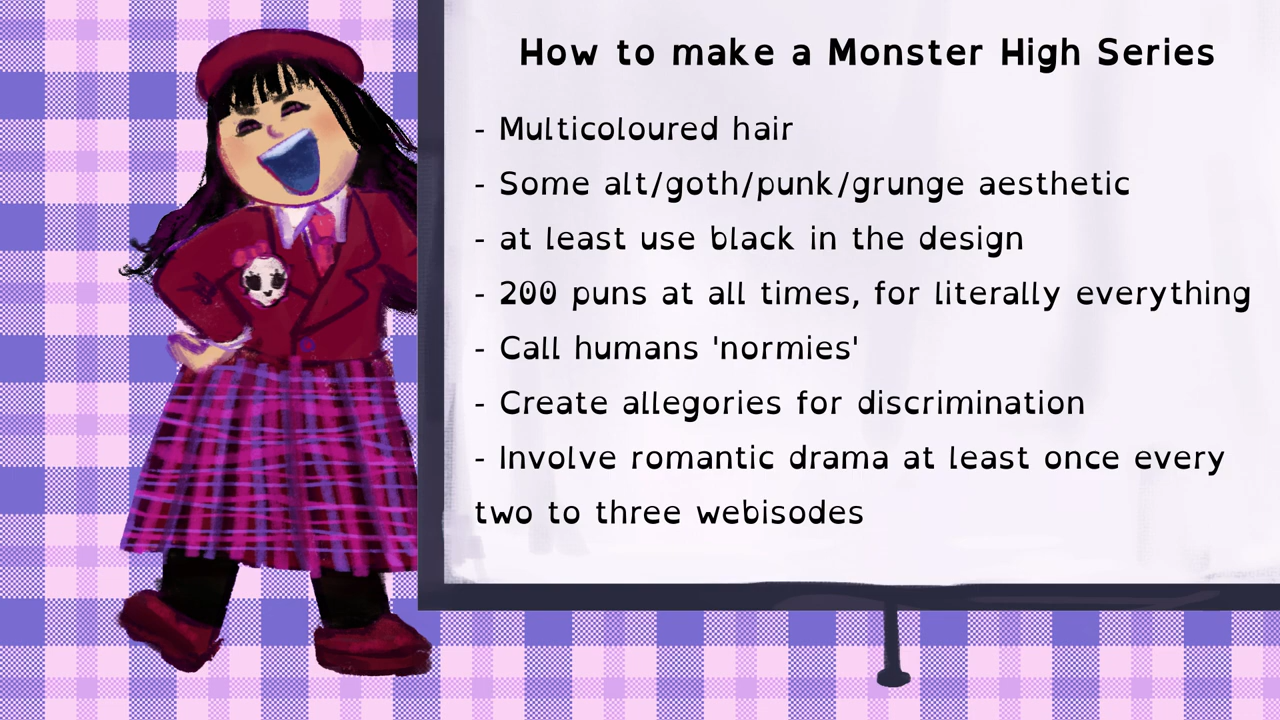 How to make a Monster High Series
- Multicoloured hair
- Some alt/goth/punk/grunge aesthetic
- at least use black in the design
- 200 puns at all times, for literally everything
- Call humans 'normies'
- Create allegories for discrimination
- Involve romantic drama at least once every
two to three webisodes